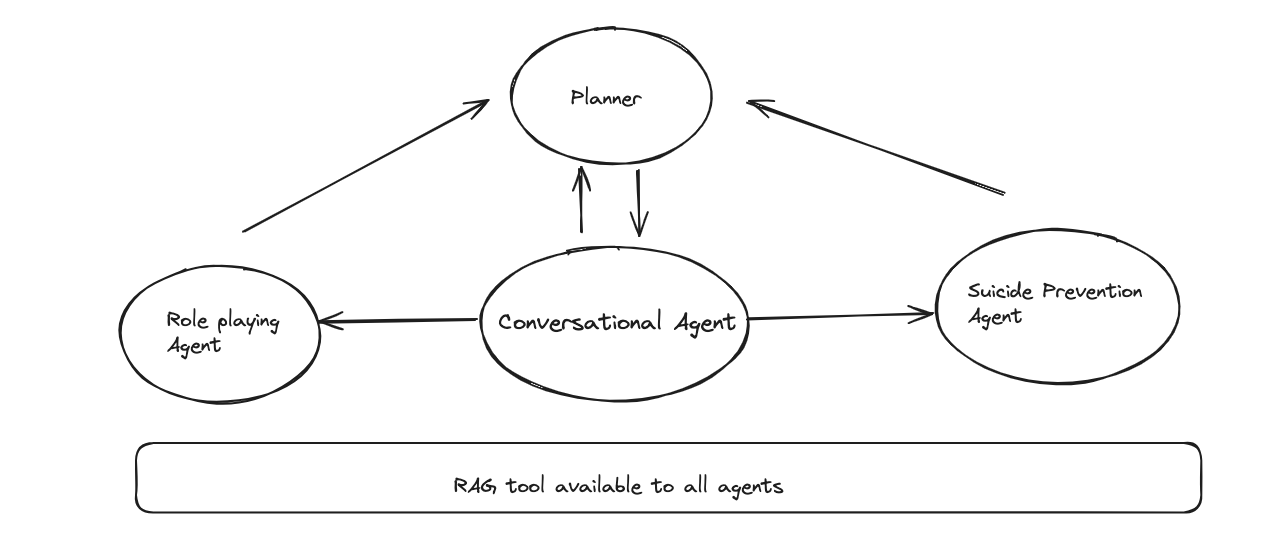 Planner
Role playing
Agent
Conversational Agent
Suicide Prevention
Agent
RAG tool available to all agents